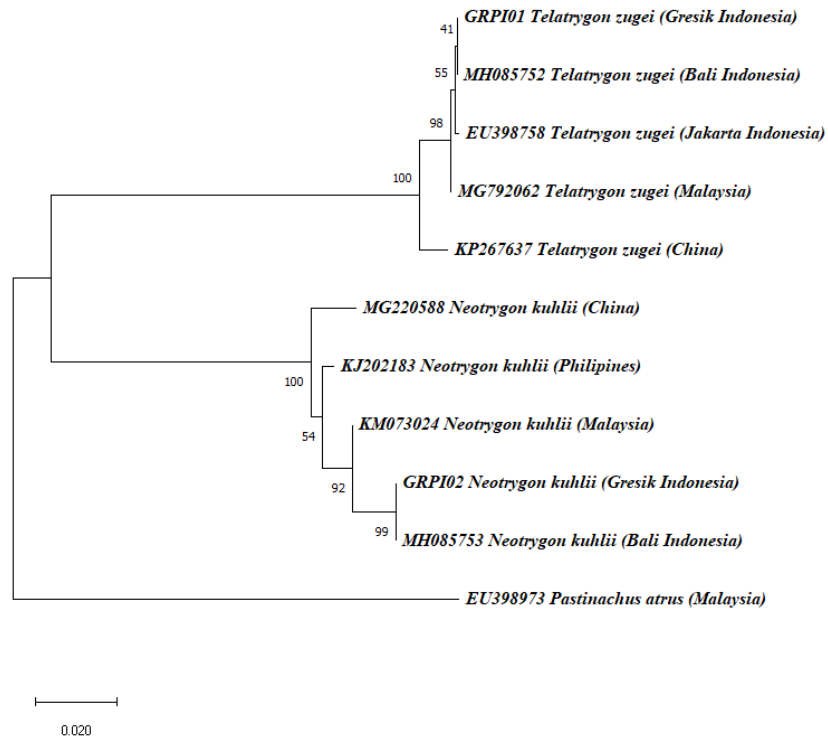 GRPI01 Telatrygon zugei (Gresik Indonesia)
41
55
MH085752 Telatrygon zugei (Bali Indonesia)
98
EU398758 Telatrygon zugei (Jakarta Indonesia)
100
MG792062 Telatrygon zugei (Malaysia)
KP267637 Telatrygon zugei (China)
MG220588 Neotrygon kuhlii (China)
KJ202183 Neotrygon kuhlii (Philipines)
100
KM073024 Neotrygon kuhlii (Malaysia)
54
GRPI02 Neotrygon kuhlii (Gresik Indonesia)
92
99
MH085753 Neotrygon kuhlii (Bali Indonesia)
EU398973 Pastinachus atrus (Malaysia)
0.020